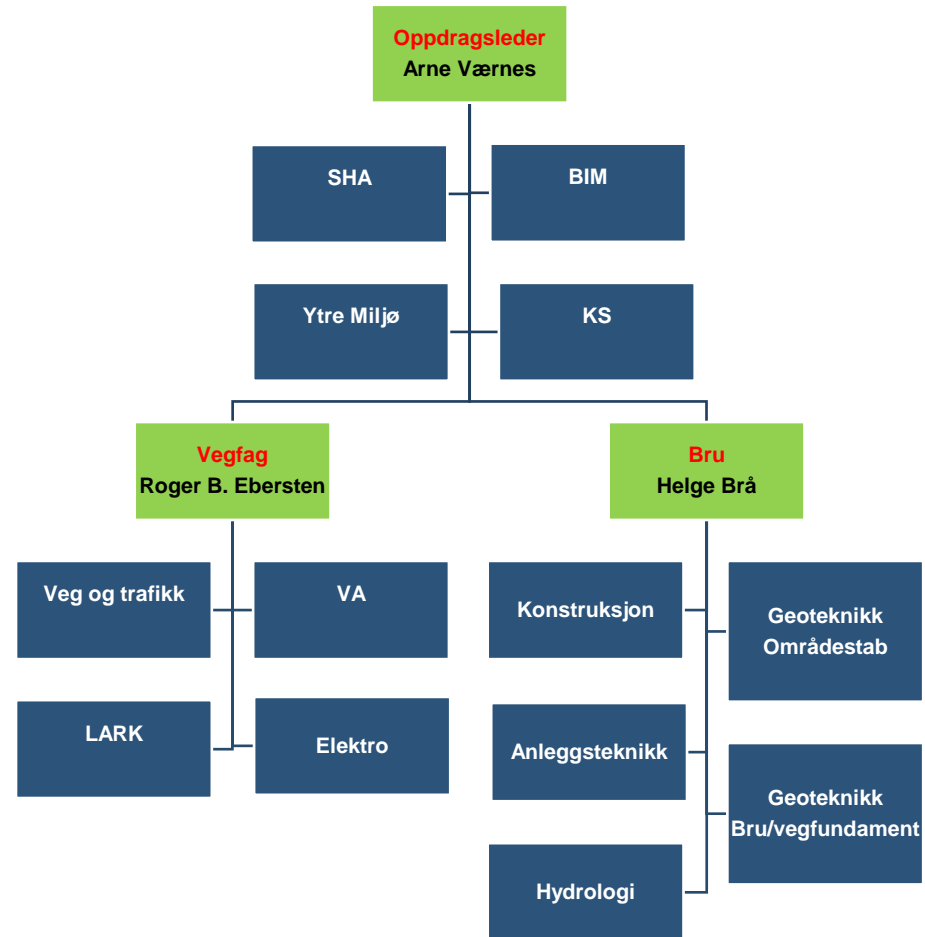 Oppdragsleder
Arne Værnes
SHA
BIM
Ytre Miljø
KS
Vegfag
Roger B. Ebersten
Bru
Helge Brå
Veg og trafikk
VA
Konstruksjon
Geoteknikk
Områdestab
LARK
Elektro
Anleggsteknikk
Geoteknikk
Bru/vegfundament
Hydrologi